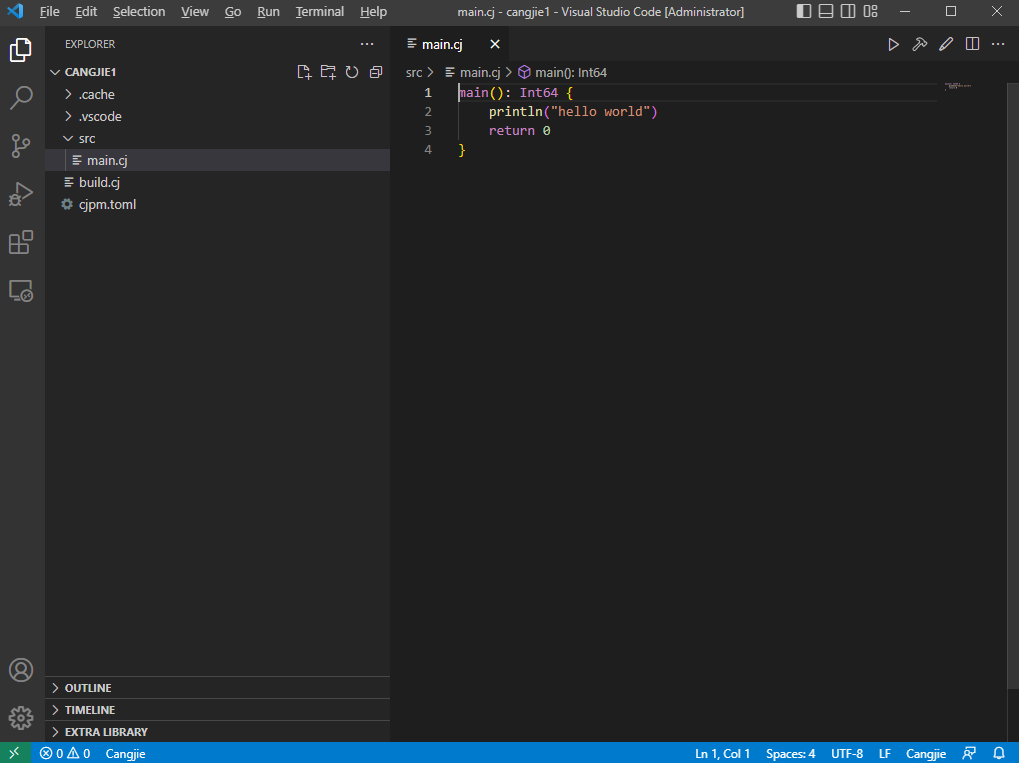 File Edit Selection View Go Run Terminal Help main.cj - cangjie1 - Visual Studio Code [Administrator]
EXPLORER
CANGJIE1
.cache
.vscode
src
main.cj
build.cj
cjpm.toml
OUTLINE
TIMELINE
EXTRA LIBRARY
main.cj
src > main.cj > main(): Int64
1 main(): Int64 {
2 println("hello world")
3 return 0
4 }
0 0 Cangjie Ln 1, Col 1 Spaces: 4 UTF-8 LF Cangjie